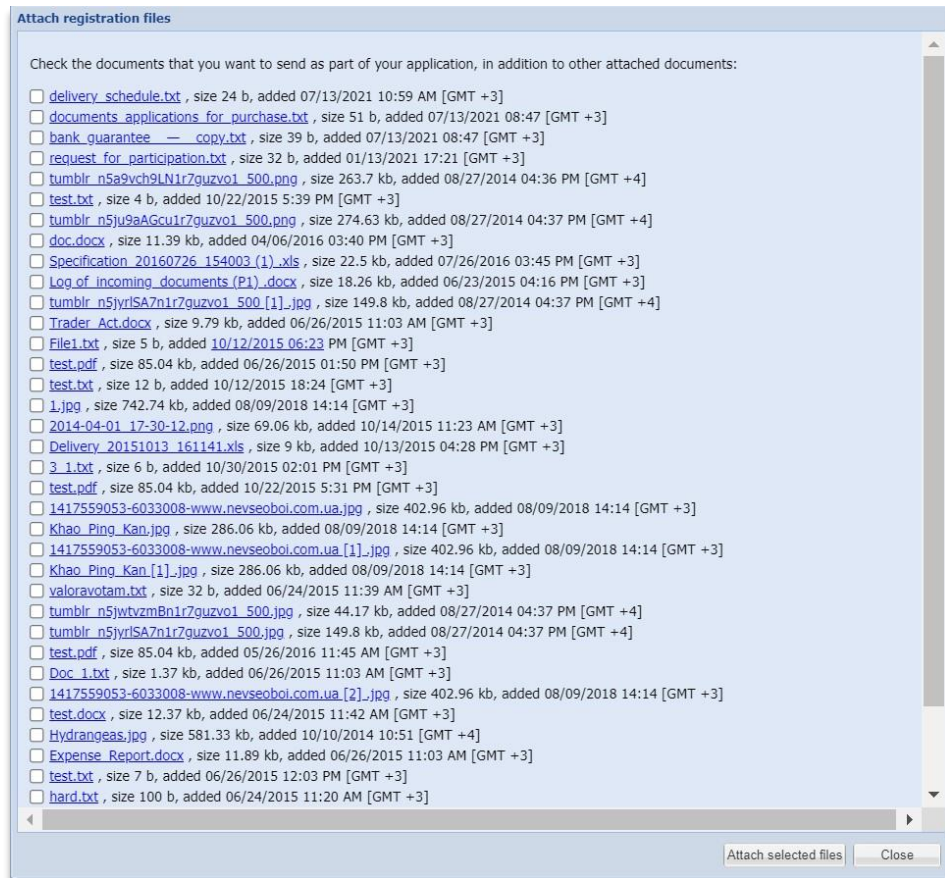 Attach registration files
Check the documents that you want to send as part of your application, in addition to other attached documents:
delivery_schedule.txt , size 24 b, added 07/13/2021 10:59 AM [GMT +3]
documents_applications_for_purchase.txt , size 51 b, added 07/13/2021 08:47 [GMT +3]
bank_guarantee__—__copy.txt , size 39 b, added 07/13/2021 08:47 [GMT +3]
request_for_participation.txt , size 32 b, added 01/13/2021 17:21 [GMT +3]
tumblr_n5a9vch9LN1r7guzvo1_500.png , size 263.7 kb, added 08/27/2014 04:36 PM [GMT +4]
test.txt , size 4 b, added 10/22/2015 5:39 PM [GMT +3]
tumblr_n5ju9aAGcu1r7guzvo1_500.png , size 274.63 kb, added 08/27/2014 04:37 PM [GMT +4]
doc.docx , size 11.39 kb, added 04/06/2016 03:40 PM [GMT +3]
Specification_20160726_154003 (1) .xls , size 22.5 kb, added 07/26/2016 03:45 PM [GMT +3]
Log of incoming documents (P1) .docx , size 18.26 kb, added 06/23/2015 04:16 PM [GMT +3]
tumblr_n5jyrlSA7n1r7guzvo1_500 [1] .jpg , size 149.8 kb, added 08/27/2014 04:37 PM [GMT +4]
Trader_Act.docx , size 9.79 kb, added 06/26/2015 11:03 AM [GMT +3]
File1.txt , size 5 b, added 10/12/2015 06:23 PM [GMT +3]
test.pdf , size 85.04 kb, added 06/26/2015 01:50 PM [GMT +3]
test.txt , size 12 b, added 10/12/2015 18:24 [GMT +3]
1.jpg , size 742.74 kb, added 08/09/2018 14:14 [GMT +3]
2014-04-01_17-30-12.png , size 69.06 kb, added 10/14/2015 11:23 AM [GMT +3]
Delivery_20151013_161141.xls , size 9 kb, added 10/13/2015 04:28 PM [GMT +3]
3_1.txt , size 6 b, added 10/30/2015 02:01 PM [GMT +3]
test.pdf , size 85.04 kb, added 10/22/2015 5:31 PM [GMT +3]
1417559053-6033008-www.nevseoboi.com.ua.jpg , size 402.96 kb, added 08/09/2018 14:14 [GMT +3]
Khao_Ping_Kan.jpg , size 286.06 kb, added 08/09/2018 14:14 [GMT +3]
1417559053-6033008-www.nevseoboi.com.ua [1] .jpg , size 402.96 kb, added 08/09/2018 14:14 [GMT +3]
Khao_Ping_Kan [1] .jpg , size 286.06 kb, added 08/09/2018 14:14 [GMT +3]
valoravotam.txt , size 32 b, added 06/24/2015 11:39 AM [GMT +3]
tumblr_n5jwtvzmBn1r7guzvo1_500.jpg , size 44.17 kb, added 08/27/2014 04:37 PM [GMT +4]
tumblr_n5jyrlSA7n1r7guzvo1_500.jpg , size 149.8 kb, added 08/27/2014 04:37 PM [GMT +4]
test.pdf , size 85.04 kb, added 05/26/2016 11:45 AM [GMT +3]
Doc_1.txt , size 1.37 kb, added 06/26/2015 11:03 AM [GMT +3]
1417559053-6033008-www.nevseoboi.com.ua [2] .jpg , size 402.96 kb, added 08/09/2018 14:14 [GMT +3]
test.docx , size 12.37 kb, added 06/24/2015 11:42 AM [GMT +3]
Hydrangeas.jpg , size 581.33 kb, added 10/10/2014 10:51 [GMT +4]
Expense_Report.docx , size 11.89 kb, added 06/26/2015 11:03 AM [GMT +3]
test.txt , size 7 b, added 06/26/2015 12:03 PM [GMT +3]
hard.txt , size 100 b, added 06/24/2015 11:20 AM [GMT +3]
Attach selected files Close